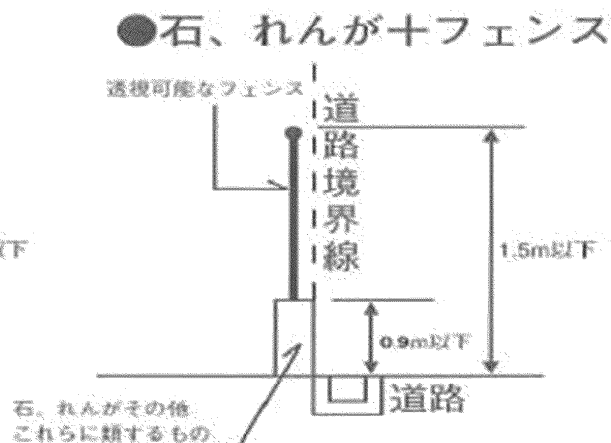 ●石、れんが＋フェンス
透視可能なフェンス
道路境界線
以下
1.5m以下
0.9m以下
道路
石、れんがその他
これらに類するもの